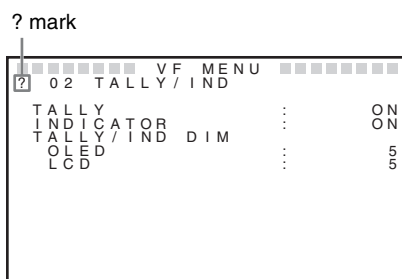 ? mark
VF MENU
? 02 TALLY/IND
TALLY : ON
INDICATOR : ON
TALLY/IND DIM
OLED : 5
LCD : 5